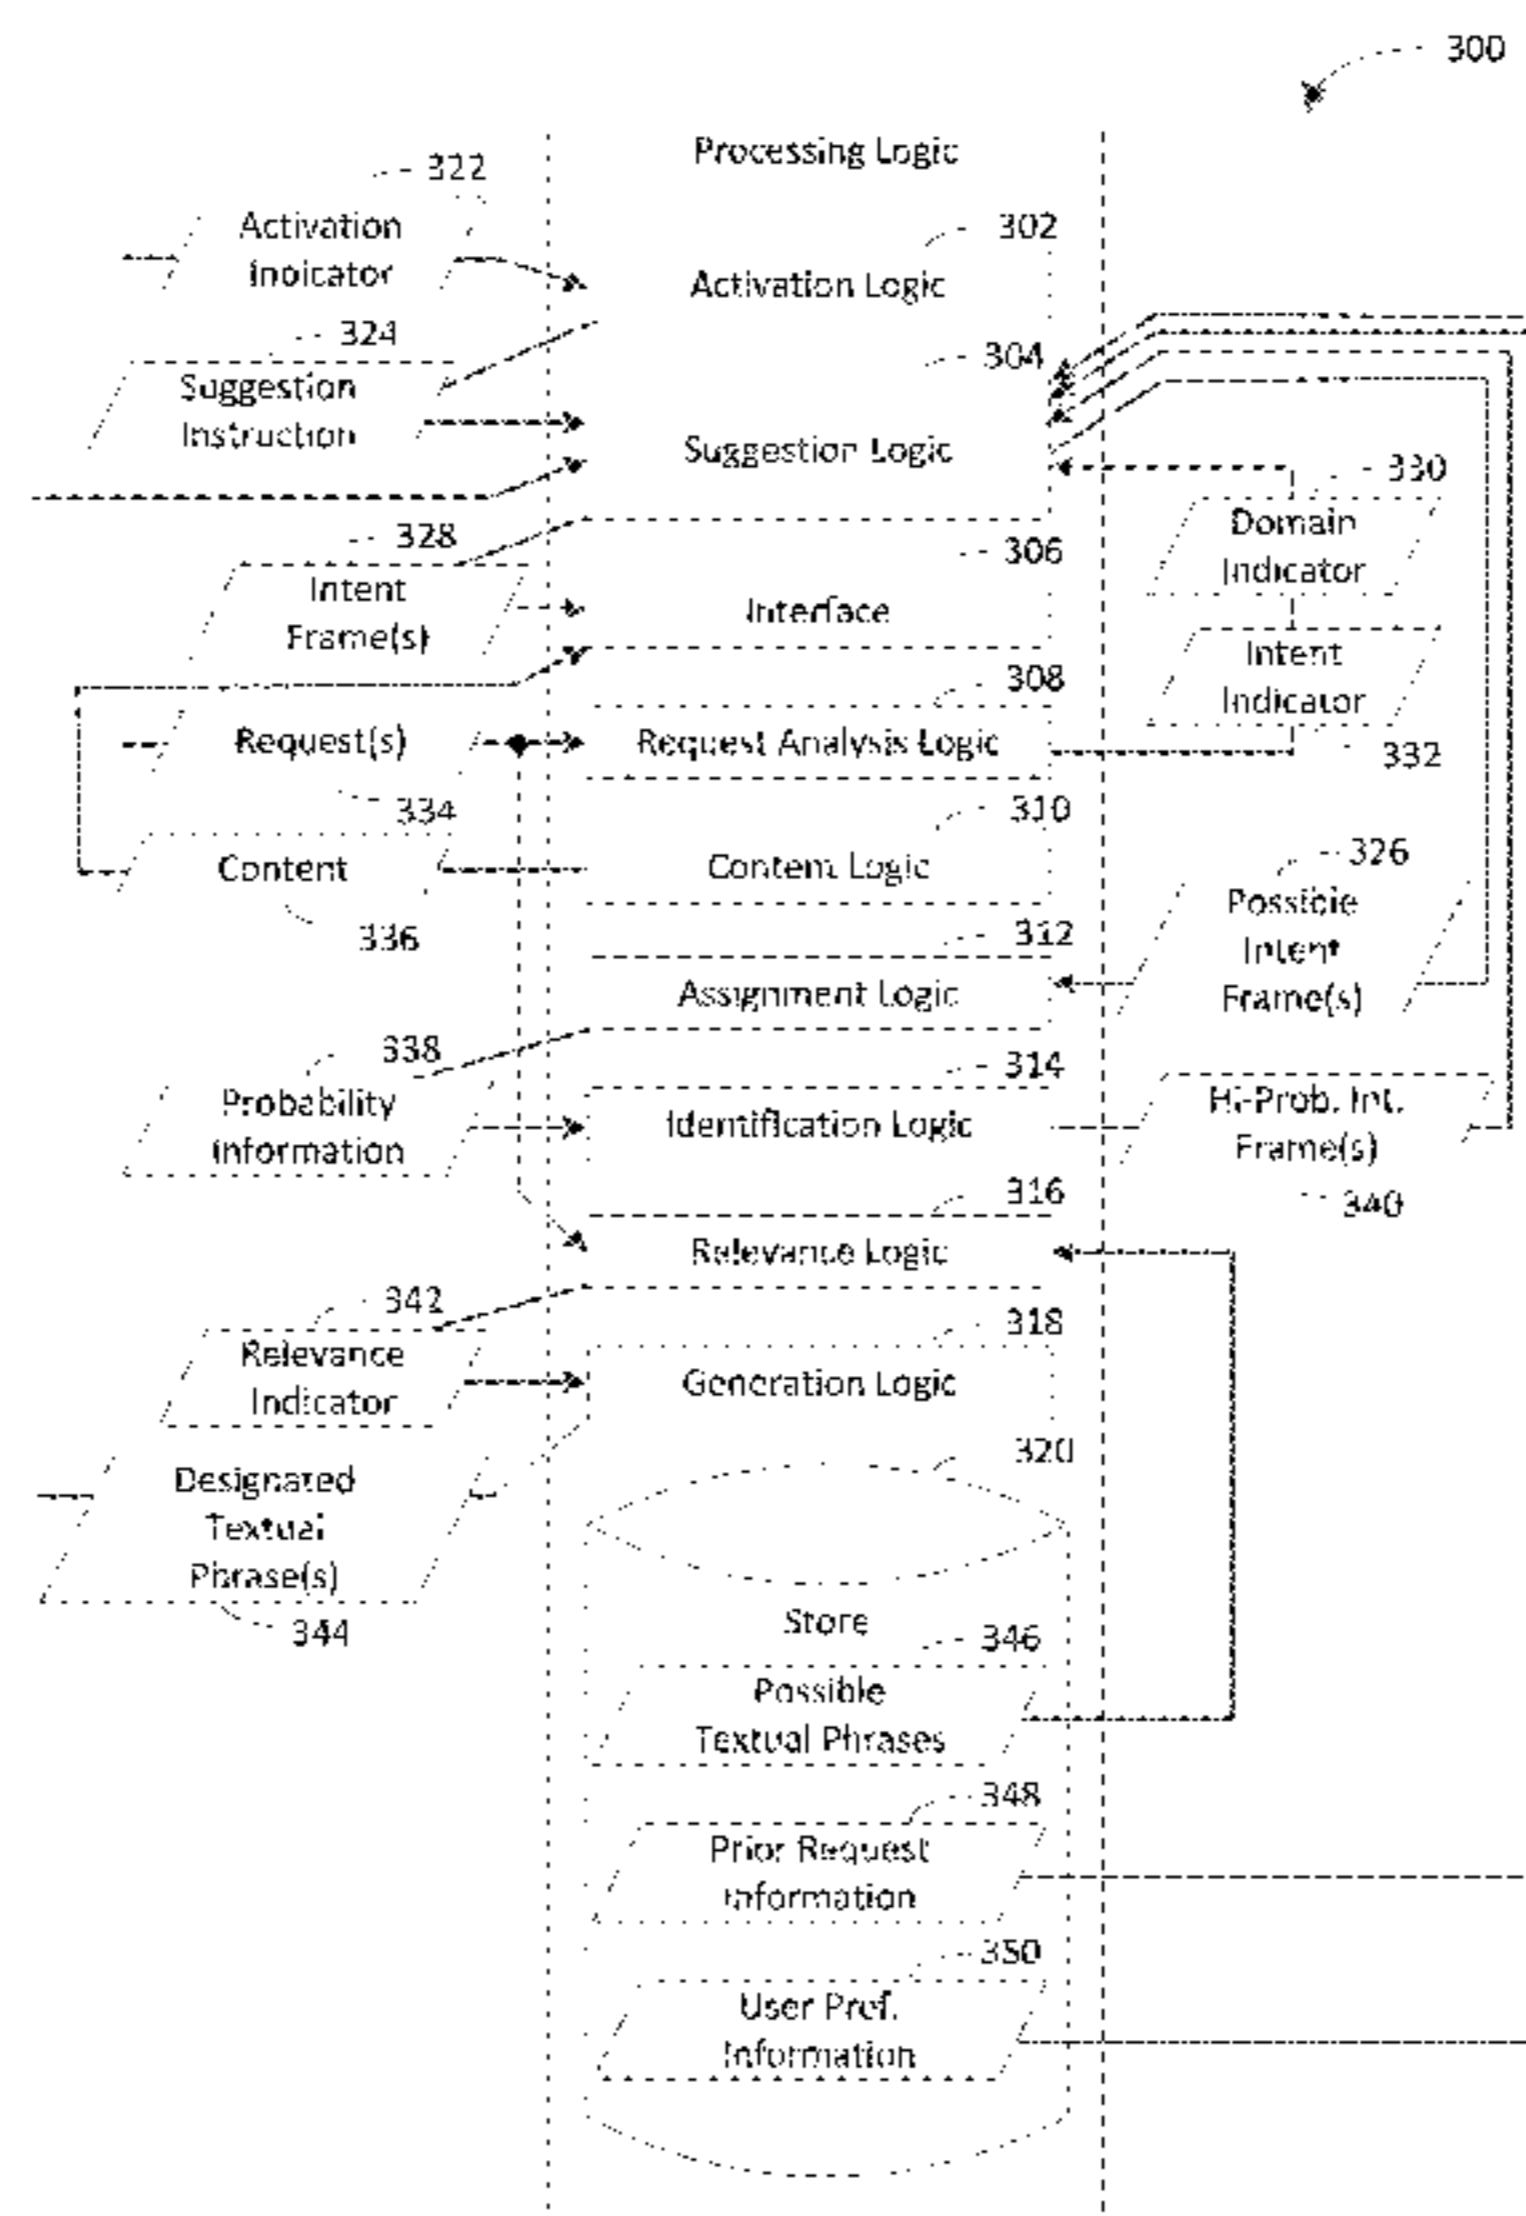 300
Processing Logic
322
Activation
Indicator
302
Activation Logic
324
Suggestion
Instruction
304
Suggestion Logic
330
Domain
Indicator
328
Intent
Frame(s)
306
Interface
Intent
Indicator
332
308
Request(s)
334
Request Analysis Logic
310
Content
336
Content Logic
326
Possible
Intent
Frame(s)
312
Assignment Logic
338
Probability
Information
314
Identification Logic
Hi-Prob. Int.
Frame(s)
340
316
Relevance Logic
342
Relevance
Indicator
318
Generation Logic
Designated
Textual
Phrase(s)
344
320
Store
346
Possible
Textual Phrases
348
Prior Request
Information
350
User Pref.
Information